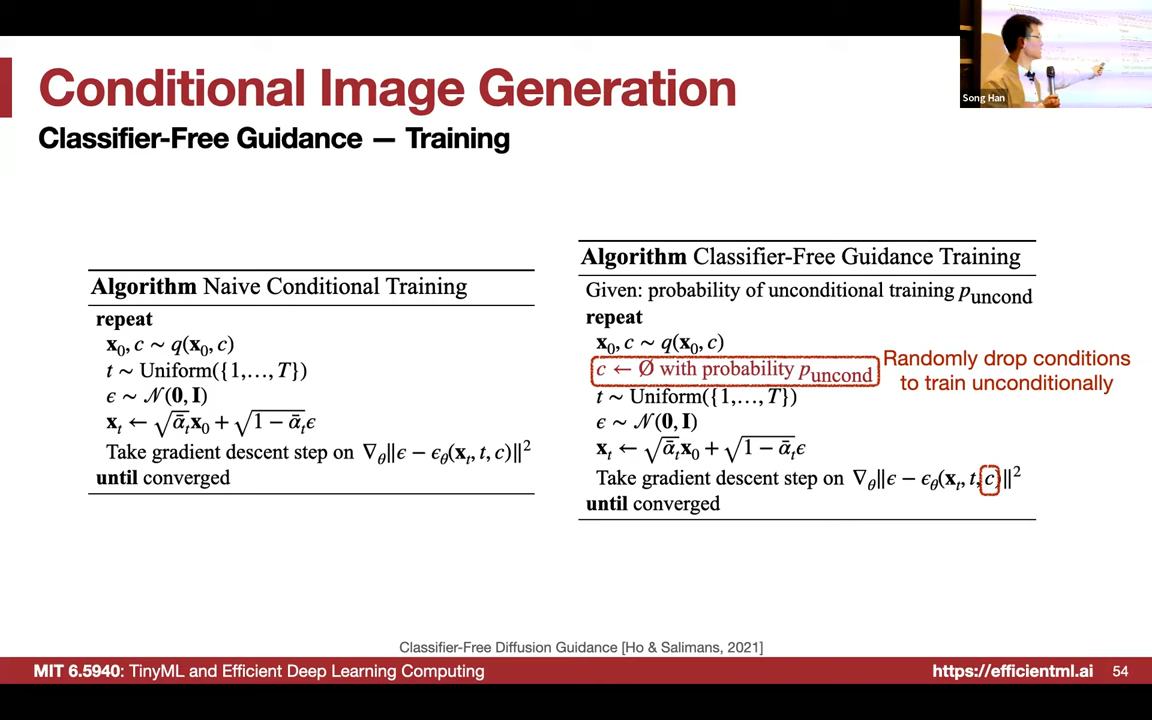 Song Han
Conditional Image Generation
Classifier-Free Guidance — Training
Algorithm Naive Conditional Training
repeat
x₀, c ∼ q(x₀, c)
t ∼ Uniform({1,…, T})
ϵ ∼ 𝒩(0, I)
xₜ ← √ᾱₜx₀ + √1 − ᾱₜϵ
Take gradient descent step on ∇θ‖ϵ − ϵθ(xₜ, t, c)‖²
until converged
Algorithm Classifier-Free Guidance Training
Given: probability of unconditional training p_uncond
repeat
x₀, c ∼ q(x₀, c)
c ← Ø with probability p_uncond
t ∼ Uniform({1,…, T})
ϵ ∼ 𝒩(0, I)
xₜ ← √ᾱₜx₀ + √1 − ᾱₜϵ
Take gradient descent step on ∇θ‖ϵ − ϵθ(xₜ, t, c)‖²
until converged
Randomly drop conditions
to train unconditionally
Classifier-Free Diffusion Guidance [Ho & Salimans, 2021]
MIT 6.5940: TinyML and Efficient Deep Learning Computing
https://efficientml.ai
54